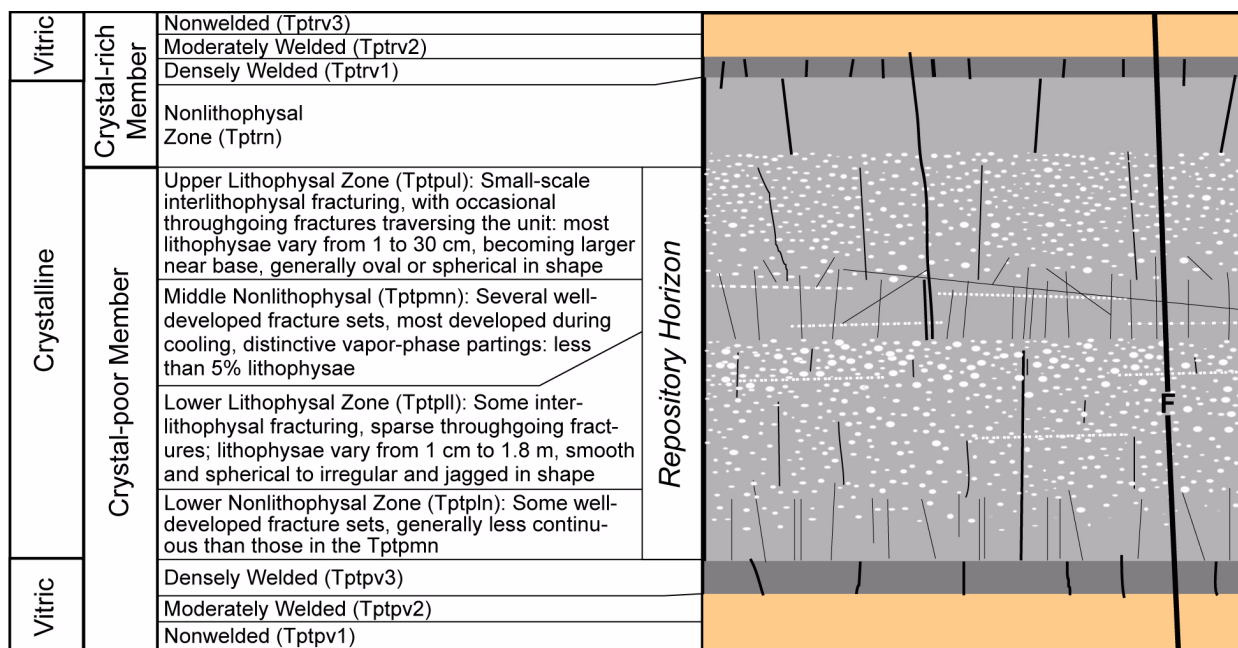 Vitric
Crystalline
Vitric
Crystal-rich
Member
Crystal-poor Member
Nonwelded (Tptrv3)
Moderately Welded (Tptrv2)
Densely Welded (Tptrv1)
Nonlithophysal
Zone (Tptrn)
Upper Lithophysal Zone (Tptpul): Small-scale
interlithophysal fracturing, with occasional
throughgoing fractures traversing the unit: most
lithophysae vary from 1 to 30 cm, becoming larger
near base, generally oval or spherical in shape
Middle Nonlithophysal (Tptpmn): Several well-
developed fracture sets, most developed during
cooling, distinctive vapor-phase partings: less
than 5% lithophysae
Lower Lithophysal Zone (Tptpll): Some inter-
lithophysal fracturing, sparse throughgoing fract-
ures; lithophysae vary from 1 cm to 1.8 m, smooth
and spherical to irregular and jagged in shape
Lower Nonlithophysal Zone (Tptpln): Some well-
developed fracture sets, generally less continu-
ous than those in the Tptpmn
Densely Welded (Tptpv3)
Moderately Welded (Tptpv2)
Nonwelded (Tptpv1)
Repository Horizon
F